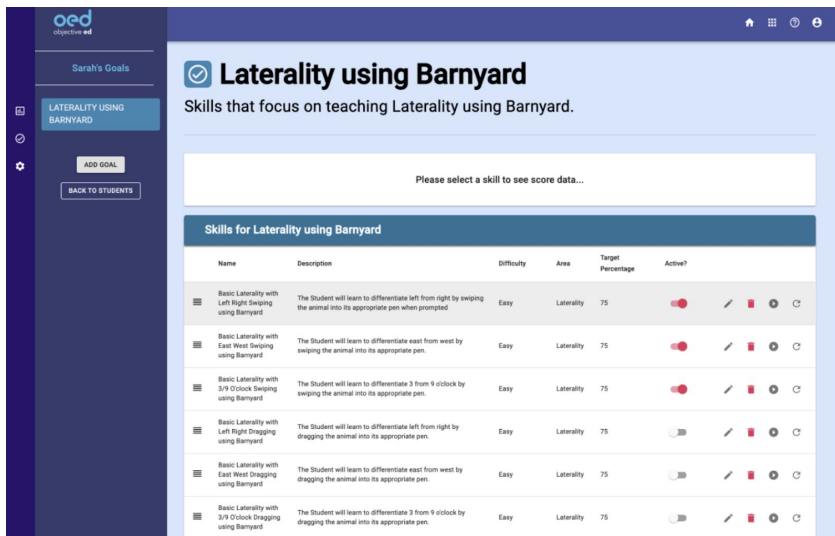 oed
objective ed
Sarah's Goals
LATERALITY USING
BARNYARD
ADD GOAL
BACK TO STUDENTS
Laterality using Barnyard
Skills that focus on teaching Laterality using Barnyard.
Please select a skill to see score data...
Skills for Laterality using Barnyard
Name Description Difficulty Area Target Percentage Active?
Basic Laterality with
Left Right Swiping
using Barnyard
The Student will learn to differentiate left from right by swiping
the animal into its appropriate pen when prompted
Easy Laterality 75
Basic Laterality with
East West Swiping
using Barnyard
The Student will learn to differentiate east from west by
swiping the animal into its appropriate pen.
Easy Laterality 75
Basic Laterality with
3/9 O'clock Swiping
using Barnyard
The Student will learn to differentiate 3 from 9 o'clock by
swiping the animal into its appropriate pen.
Easy Laterality 75
Basic Laterality with
Left Right Dragging
using Barnyard
The Student will learn to differentiate left from right by
dragging the animal into its appropriate pen.
Easy Laterality 75
Basic Laterality with
East West Dragging
using Barnyard
The Student will learn to differentiate east from west by
dragging the animal into its appropriate pen.
Easy Laterality 75
Basic Laterality with
3/9 O'clock Dragging
using Barnyard
The Student will learn to differentiate 3 from 9 o'clock by
dragging the animal into its appropriate pen.
Easy Laterality 75